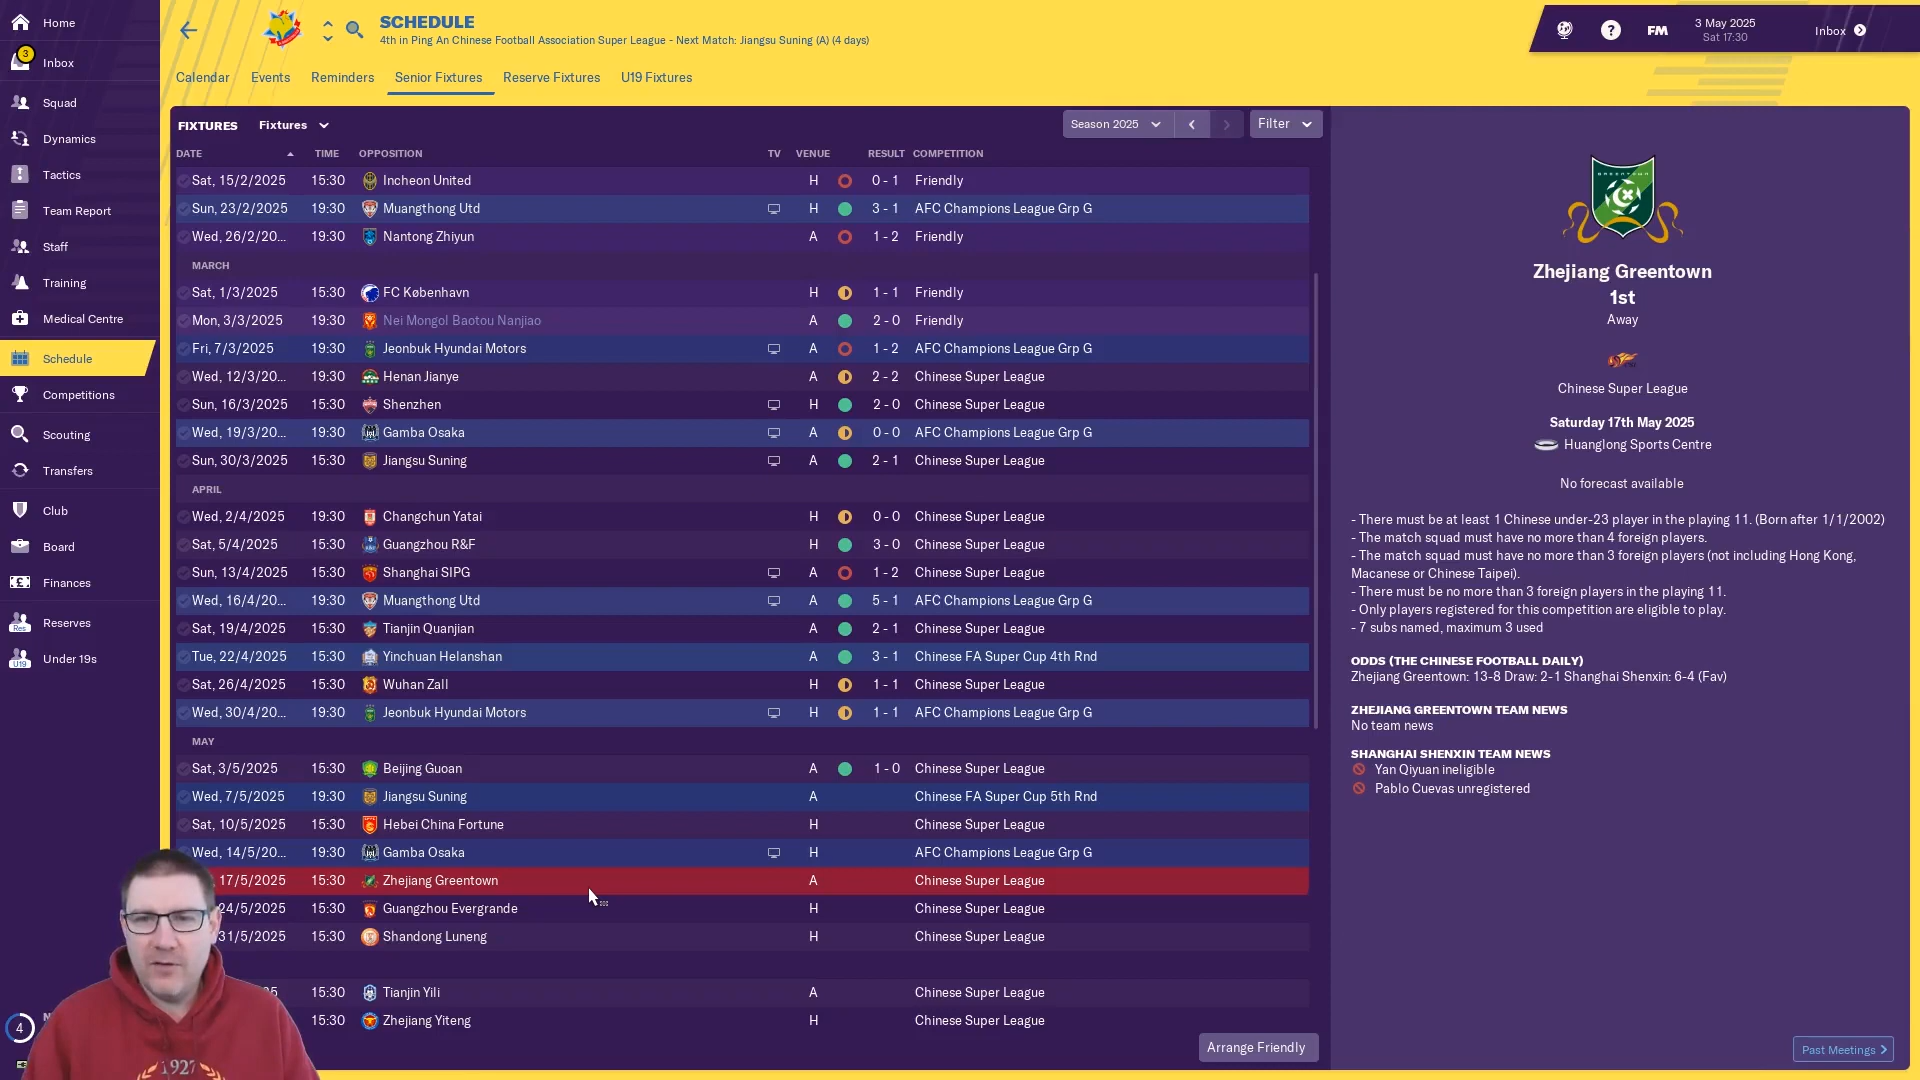 Home
3
Inbox
Squad
Dynamics
Tactics
Team Report
Staff
Training
Medical Centre
Schedule
Competitions
Scouting
Transfers
Club
Board
Finances
Reserves
Res
Under 19s
U19
4
SCHEDULE
4th in Ping An Chinese Football Association Super League - Next Match: Jiangsu Suning (A) (4 days)
FM
3 May 2025
Sat 17:30
Inbox
Calendar Events Reminders Senior Fixtures Reserve Fixtures U19 Fixtures
FIXTURES Fixtures Season 2025 Filter
DATE TIME OPPOSITION TV VENUE RESULT COMPETITION
Sat, 15/2/2025 15:30 Incheon United H 0 - 1 Friendly
Sun, 23/2/2025 19:30 Muangthong Utd H 3 - 1 AFC Champions League Grp G
Wed, 26/2/20... 19:30 Nantong Zhiyun A 1 - 2 Friendly
MARCH
Sat, 1/3/2025 15:30 FC København H 1 - 1 Friendly
Mon, 3/3/2025 19:30 Nei Mongol Baotou Nanjiao A 2 - 0 Friendly
Fri, 7/3/2025 19:30 Jeonbuk Hyundai Motors A 1 - 2 AFC Champions League Grp G
Wed, 12/3/20... 19:30 Henan Jianye A 2 - 2 Chinese Super League
Sun, 16/3/2025 15:30 Shenzhen H 2 - 0 Chinese Super League
Wed, 19/3/20... 19:30 Gamba Osaka A 0 - 0 AFC Champions League Grp G
Sun, 30/3/2025 15:30 Jiangsu Suning A 2 - 1 Chinese Super League
APRIL
Wed, 2/4/2025 19:30 Changchun Yatai H 0 - 0 Chinese Super League
Sat, 5/4/2025 15:30 Guangzhou R&F H 3 - 0 Chinese Super League
Sun, 13/4/2025 15:30 Shanghai SIPG A 1 - 2 Chinese Super League
Wed, 16/4/20... 19:30 Muangthong Utd A 5 - 1 AFC Champions League Grp G
Sat, 19/4/2025 15:30 Tianjin Quanjian A 2 - 1 Chinese Super League
Tue, 22/4/2025 15:30 Yinchuan Helanshan A 3 - 1 Chinese FA Super Cup 4th Rnd
Sat, 26/4/2025 15:30 Wuhan Zall H 1 - 1 Chinese Super League
Wed, 30/4/20... 19:30 Jeonbuk Hyundai Motors H 1 - 1 AFC Champions League Grp G
MAY
Sat, 3/5/2025 15:30 Beijing Guoan A 1 - 0 Chinese Super League
Wed, 7/5/2025 19:30 Jiangsu Suning A Chinese FA Super Cup 5th Rnd
Sat, 10/5/2025 15:30 Hebei China Fortune H Chinese Super League
Wed, 14/5/20... 19:30 Gamba Osaka H AFC Champions League Grp G
17/5/2025 15:30 Zhejiang Greentown A Chinese Super League
24/5/2025 15:30 Guangzhou Evergrande H Chinese Super League
31/5/2025 15:30 Shandong Luneng H Chinese Super League
15:30 Tianjin Yili A Chinese Super League
15:30 Zhejiang Yiteng H Chinese Super League
Arrange Friendly
1927
GREENTOWN
Zhejiang Greentown
1st
Away
Chinese Super League
Saturday 17th May 2025
Huanglong Sports Centre
No forecast available
- There must be at least 1 Chinese under-23 player in the playing 11. (Born after 1/1/2002)
- The match squad must have no more than 4 foreign players.
- The match squad must have no more than 3 foreign players (not including Hong Kong,
Macanese or Chinese Taipei).
- There must be no more than 3 foreign players in the playing 11.
- Only players registered for this competition are eligible to play.
- 7 subs named, maximum 3 used
ODDS (THE CHINESE FOOTBALL DAILY)
Zhejiang Greentown: 13-8 Draw: 2-1 Shanghai Shenxin: 6-4 (Fav)
ZHEJIANG GREENTOWN TEAM NEWS
No team news
SHANGHAI SHENXIN TEAM NEWS
Yan Qiyuan ineligible
Pablo Cuevas unregistered
Past Meetings